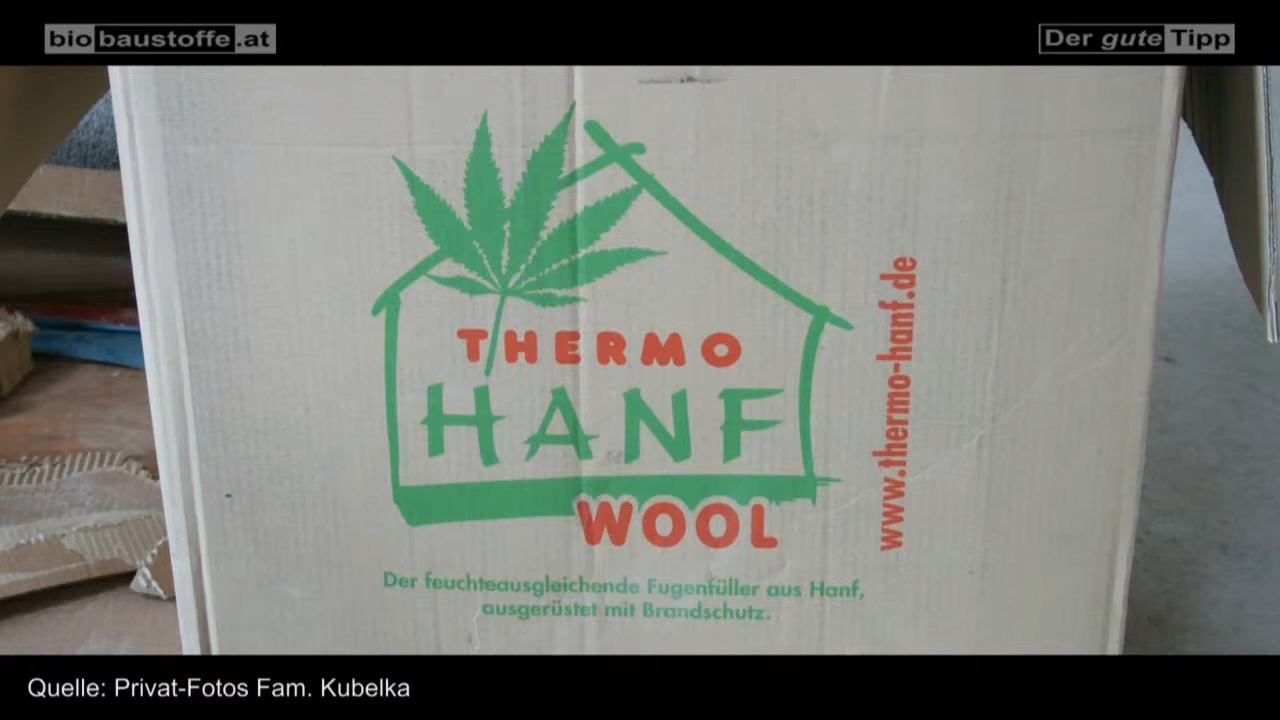 biobaustoffe.at
Der gute Tipp
THERMO
HANF
WOOL
www.thermo-hanf.de
Der feuchteausgleichende Fugenfüller aus Hanf,
ausgerüstet mit Brandschutz.
Quelle: Privat-Fotos Fam. Kubelka